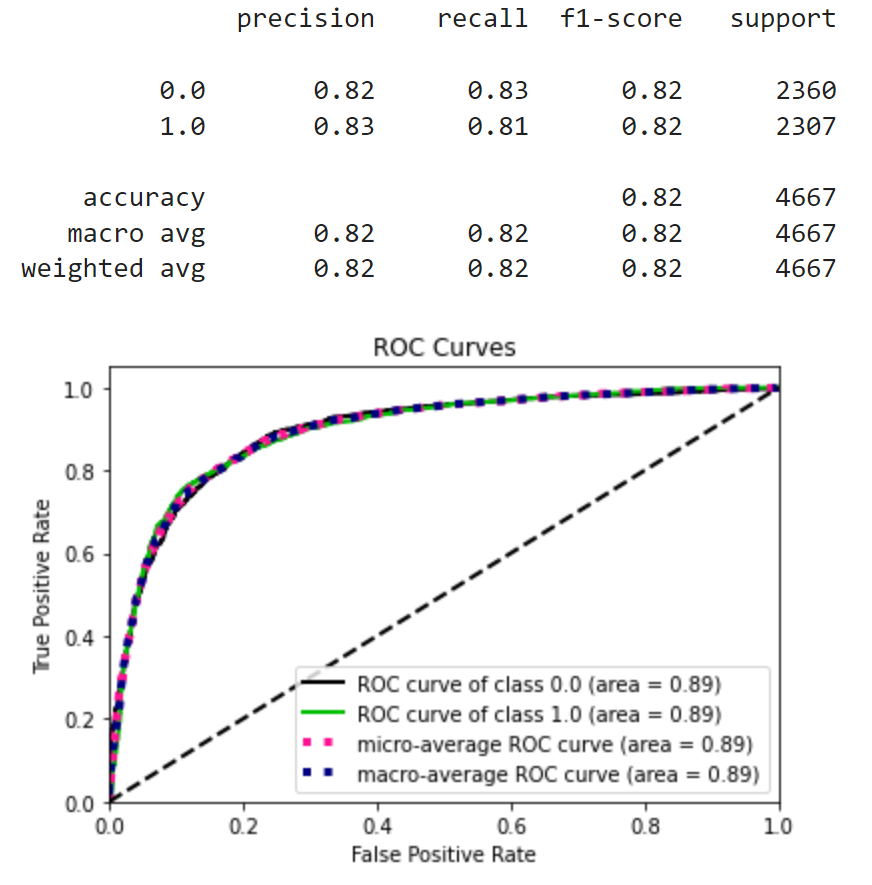 precision recall f1-score support
0.0 0.82 0.83 0.82 2360
1.0 0.83 0.81 0.82 2307
accuracy 0.82 4667
macro avg 0.82 0.82 0.82 4667
weighted avg 0.82 0.82 0.82 4667
ROC Curves
1.0
0.8
0.6
0.4
0.2
0.0
True Positive Rate
ROC curve of class 0.0 (area = 0.89)
ROC curve of class 1.0 (area = 0.89)
micro-average ROC curve (area = 0.89)
macro-average ROC curve (area = 0.89)
0.0 0.2 0.4 0.6 0.8 1.0
False Positive Rate